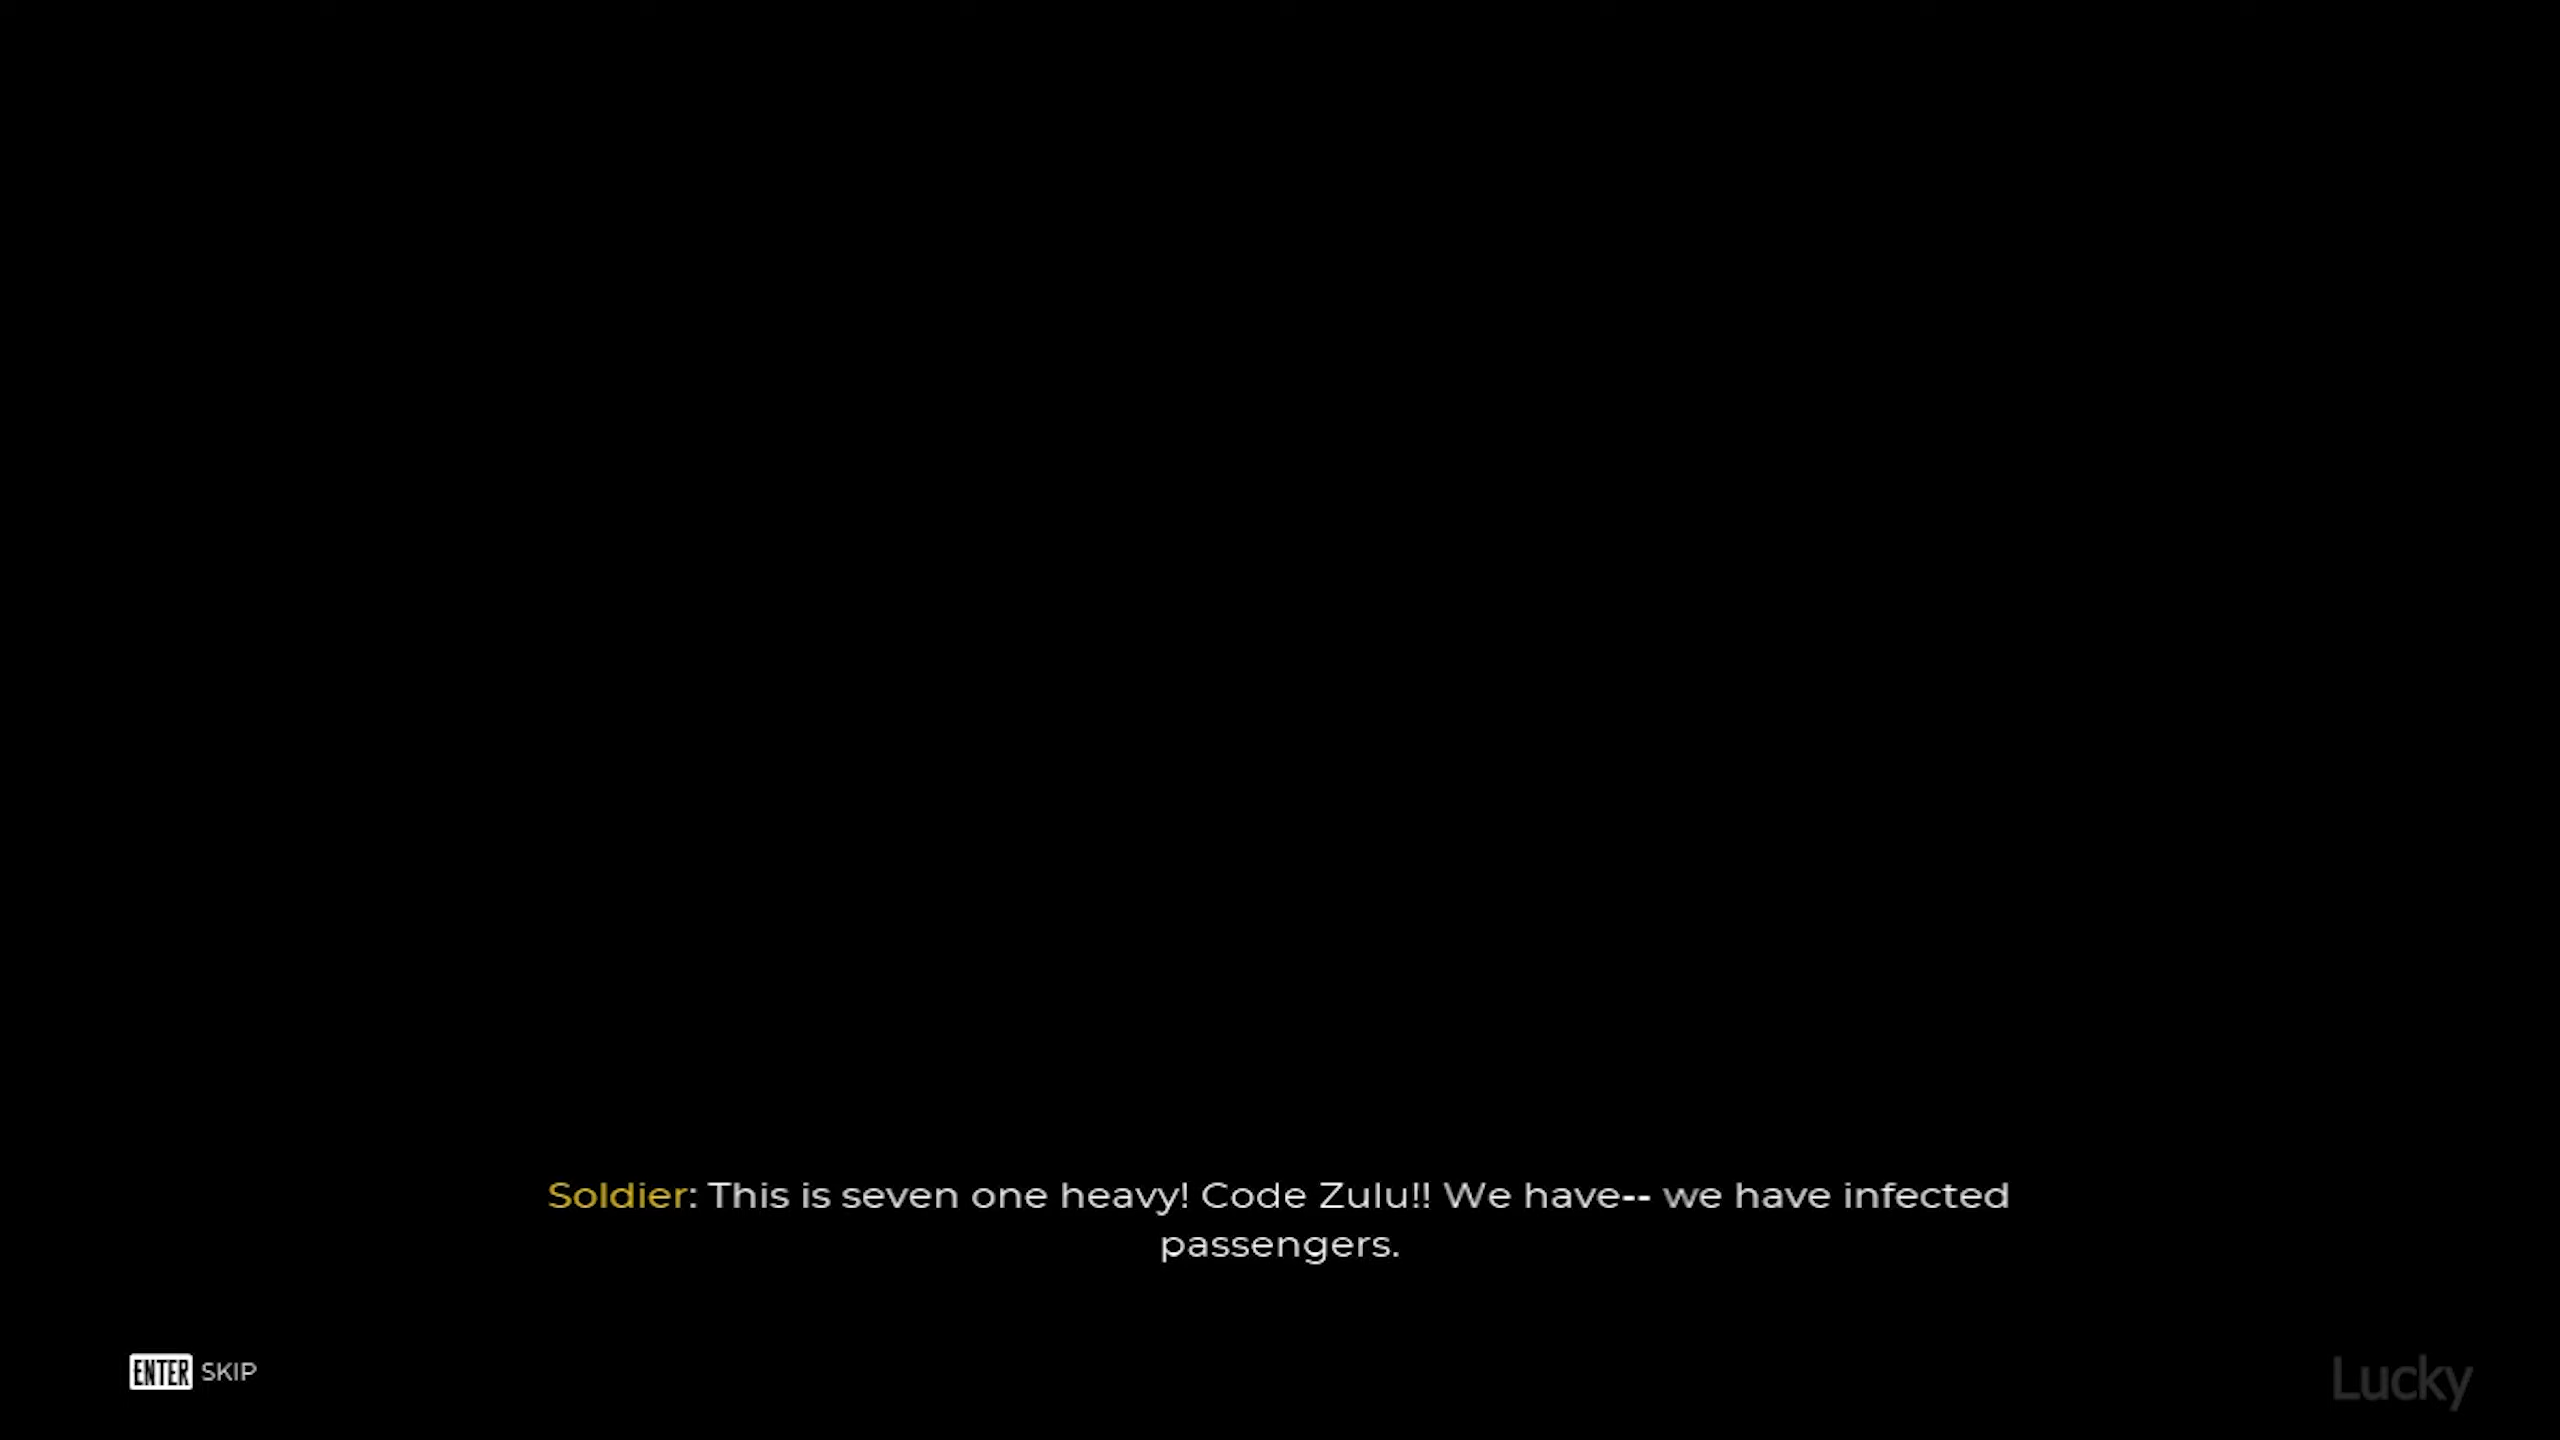 Soldier: This is seven one heavy! Code Zulu!! We have-- we have infected
passengers.
ENTER SKIP
Lucky